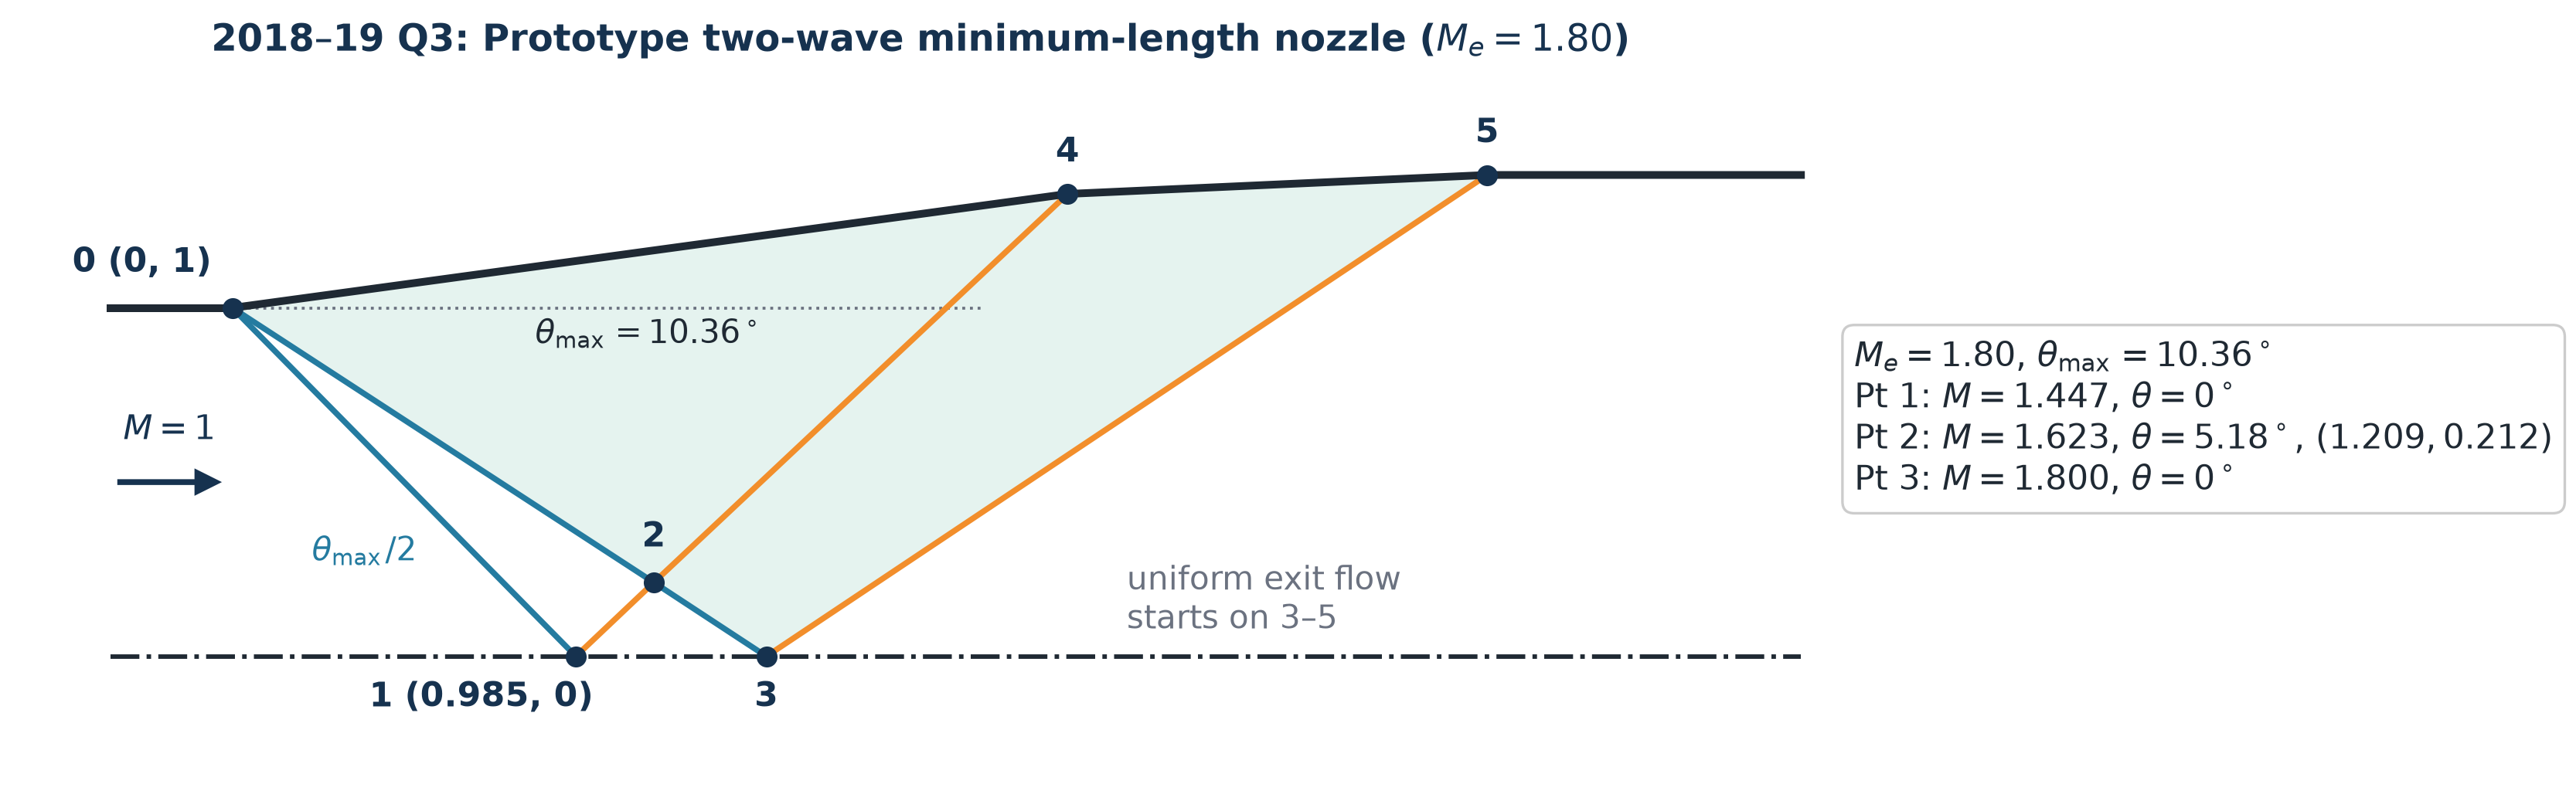 2018–19 Q3: Prototype two-wave minimum-length nozzle (Mₑ = 1.80)
5
4
0 (0, 1)
θmax = 10.36°
Mₑ = 1.80, θmax = 10.36°
Pt 1: M = 1.447, θ = 0°
Pt 2: M = 1.623, θ = 5.18°, (1.209, 0.212)
Pt 3: M = 1.800, θ = 0°
M = 1
2
θmax/2
uniform exit flow
starts on 3–5
1 (0.985, 0)
3